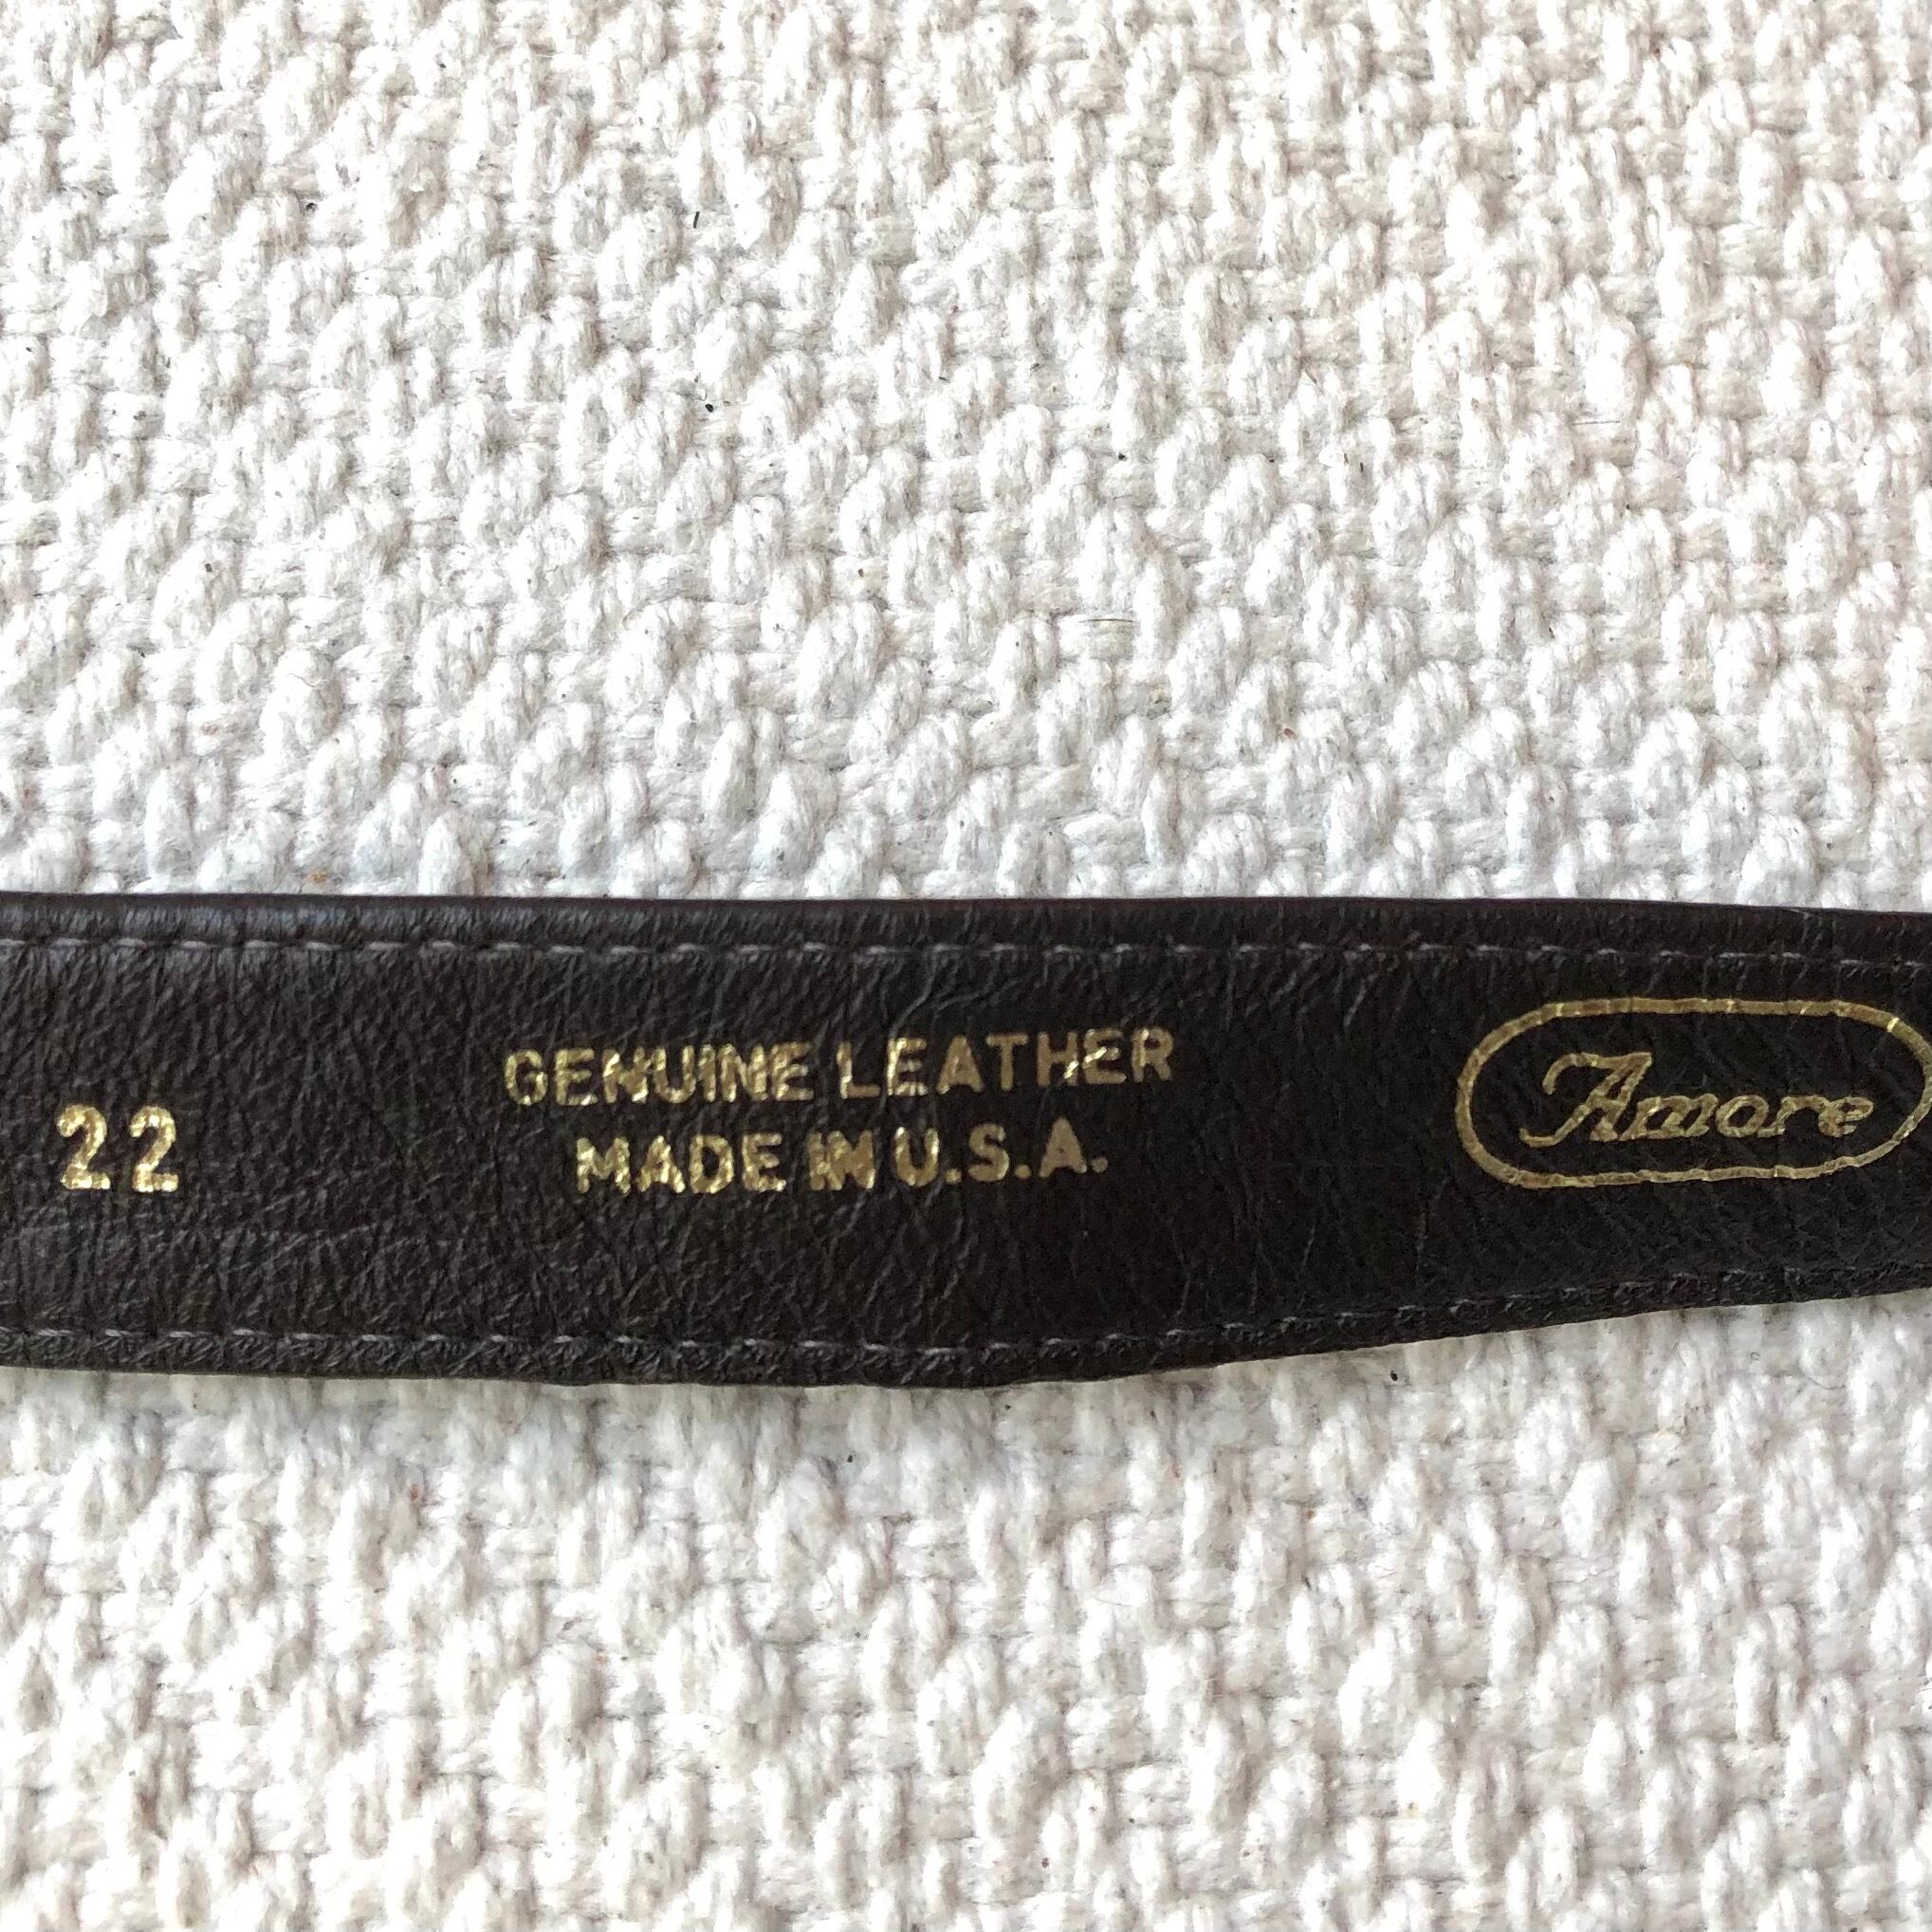 22
GENUINE LEATHER
MADE IN U.S.A.
Amore